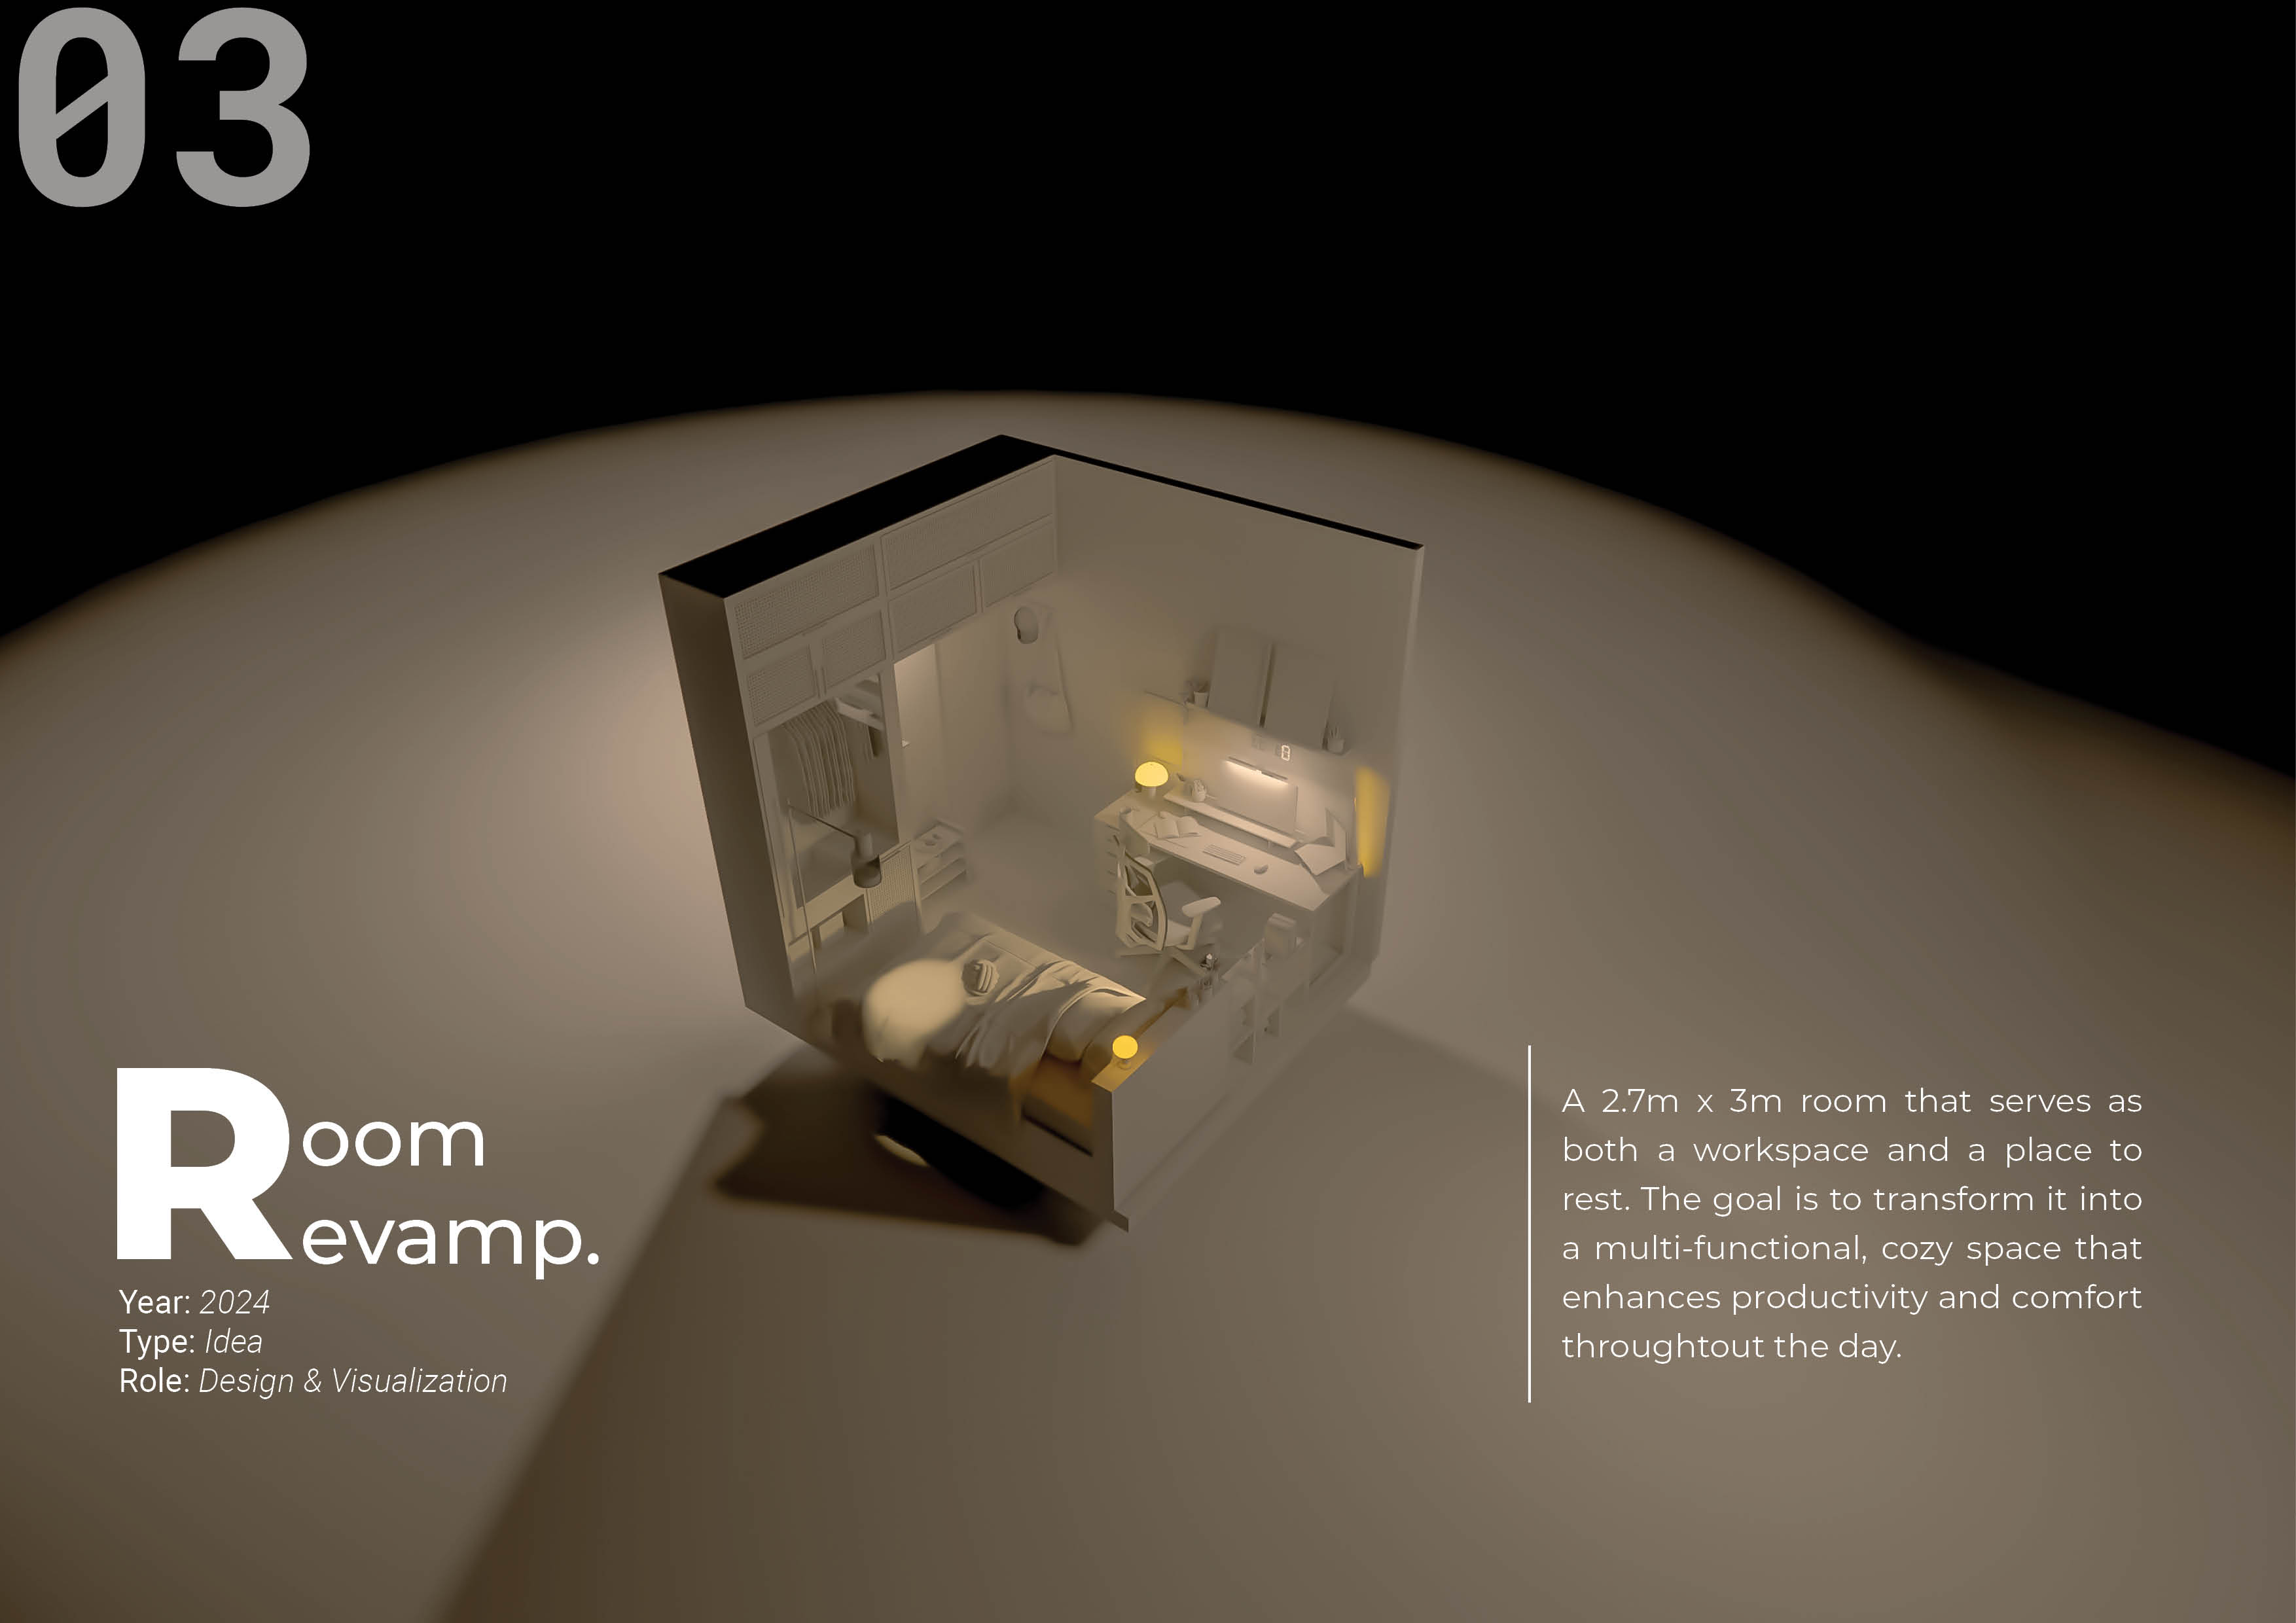 03
Room
Revamp.
Year: 2024
Type: Idea
Role: Design & Visualization
A 2.7m x 3m room that serves as
both a workspace and a place to
rest. The goal is to transform it into
a multi-functional, cozy space that
enhances productivity and comfort
throughtout the day.